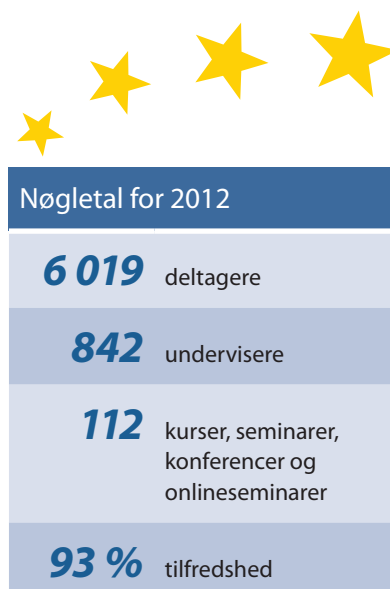 Nøgletal for 2012
6 019 deltagere
842 undervisere
112 kurser, seminarer,
konferencer og
onlineseminarer
93 % tilfredshed